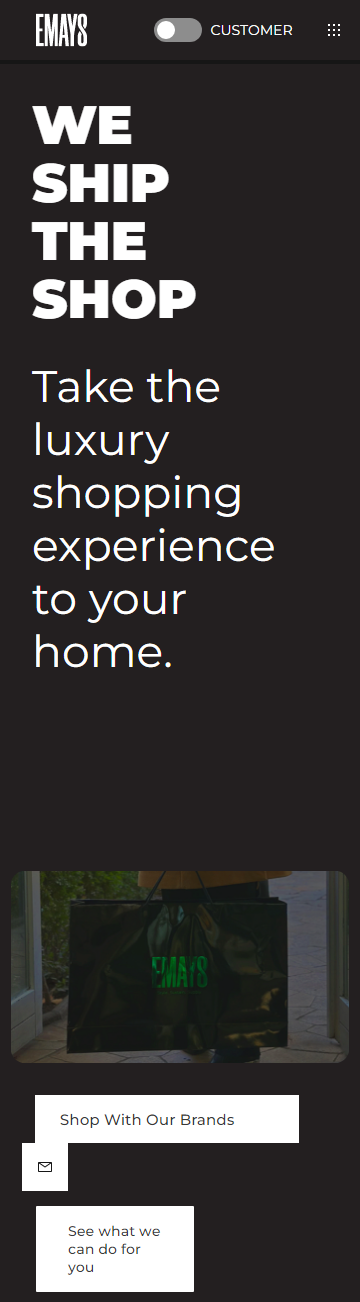 EMAYS
CUSTOMER
WE
SHIP
THE
SHOP
Take the
luxury
shopping
experience
to your
home.
EMAYS
Shop With Our Brands
See what we
can do for
you